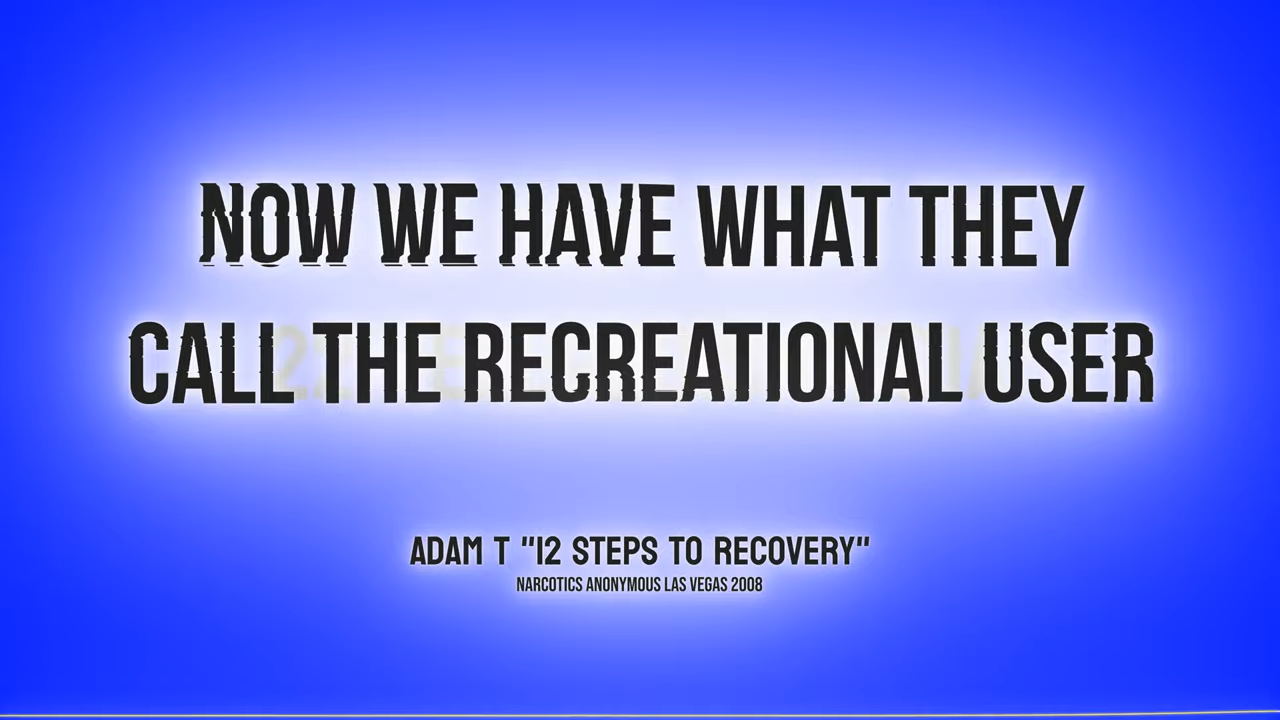 NOW WE HAVE WHAT THEY
CALL THE RECREATIONAL USER
ADAM T "12 STEPS TO RECOVERY"
NARCOTICS ANONYMOUS LAS VEGAS 2008